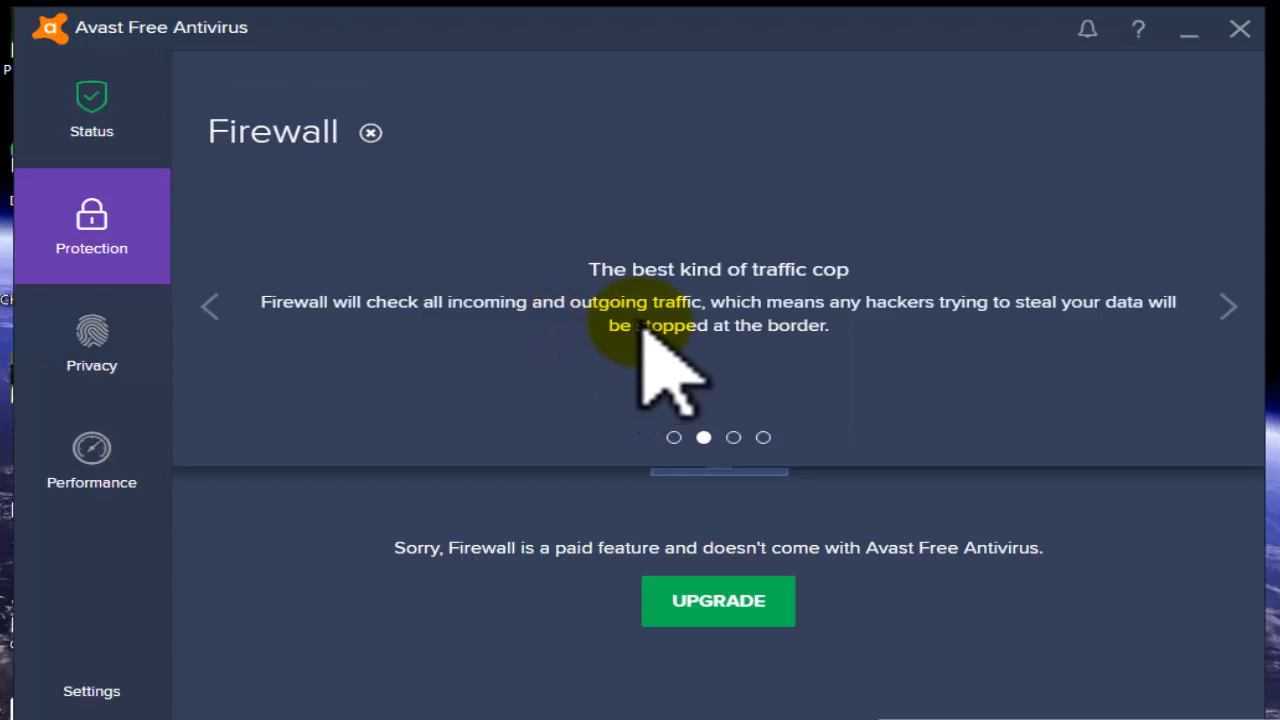 Avast Free Antivirus
?
Status
Protection
Privacy
Performance
Settings
Firewall
The best kind of traffic cop
Firewall will check all incoming and outgoing traffic, which means any hackers trying to steal your data will
be stopped at the border.
Sorry, Firewall is a paid feature and doesn't come with Avast Free Antivirus.
UPGRADE